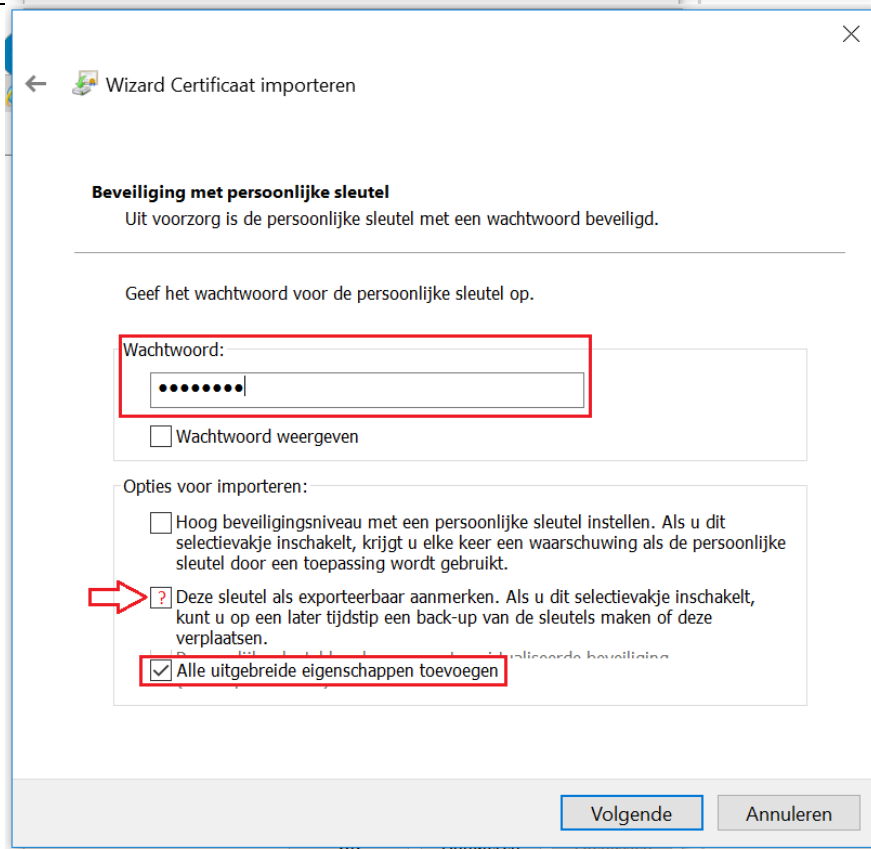 Wizard Certificaat importeren
Beveiliging met persoonlijke sleutel
Uit voorzorg is de persoonlijke sleutel met een wachtwoord beveiligd.
Geef het wachtwoord voor de persoonlijke sleutel op.
Wachtwoord:
••••••••
Wachtwoord weergeven
Opties voor importeren:
Hoog beveiligingsniveau met een persoonlijke sleutel instellen. Als u dit
selectievakje inschakelt, krijgt u elke keer een waarschuwing als de persoonlijke
sleutel door een toepassing wordt gebruikt.
? Deze sleutel als exporteerbaar aanmerken. Als u dit selectievakje inschakelt,
kunt u op een later tijdstip een back-up van de sleutels maken of deze
verplaatsen.
Alle uitgebreide eigenschappen toevoegen
Volgende
Annuleren